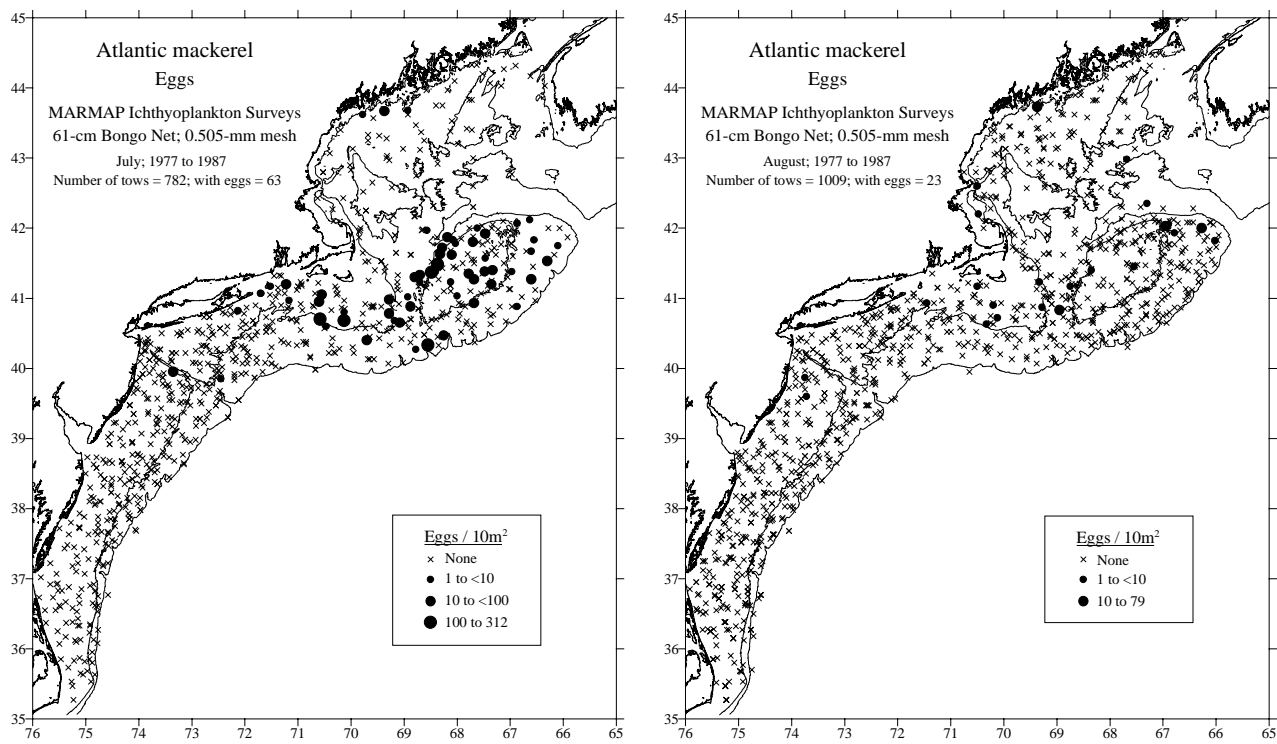 Atlantic mackerel
Eggs
MARMAP Ichthyoplankton Surveys
61-cm Bongo Net; 0.505-mm mesh
July; 1977 to 1987
Number of tows = 782; with eggs = 63
45
44
43
42
41
40
39
38
37
36
35
76 75 74 73 72 71 70 69 68 67 66 65
Eggs / 10m²
None
1 to <10
10 to <100
100 to 312
Atlantic mackerel
Eggs
MARMAP Ichthyoplankton Surveys
61-cm Bongo Net; 0.505-mm mesh
August; 1977 to 1987
Number of tows = 1009; with eggs = 23
45
44
43
42
41
40
39
38
37
36
35
76 75 74 73 72 71 70 69 68 67 66 65
Eggs / 10m²
None
1 to <10
10 to 79